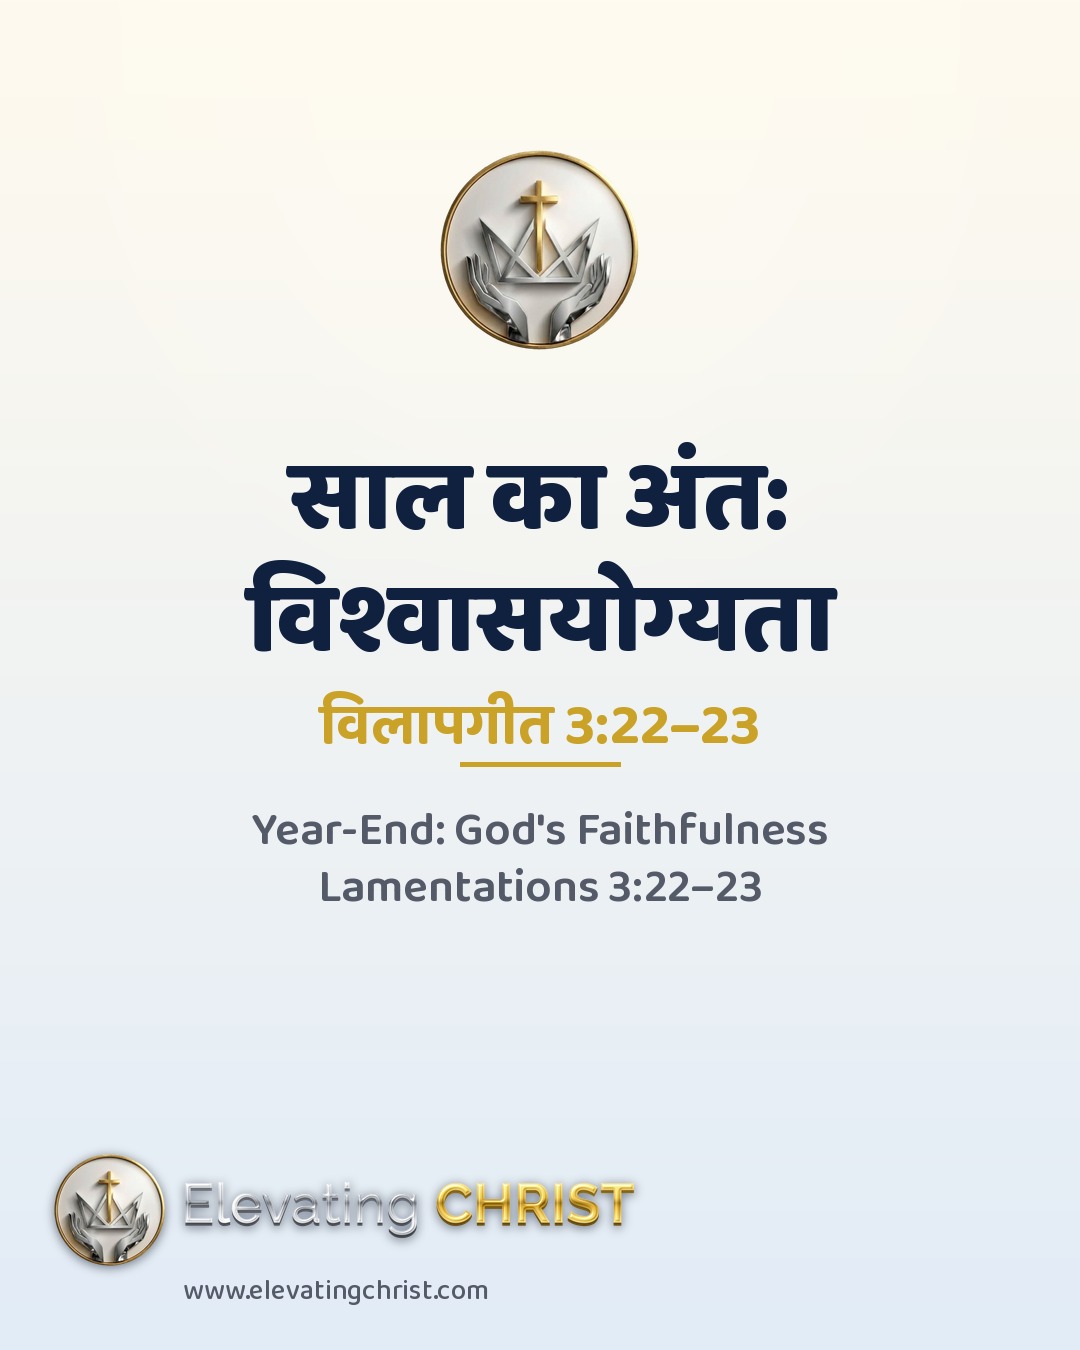 साल का अंत:
विश्वासयोग्यता
विलापगीत 3:22–23
Year-End: God's Faithfulness
Lamentations 3:22–23
Elevating CHRIST
www.elevatingchrist.com